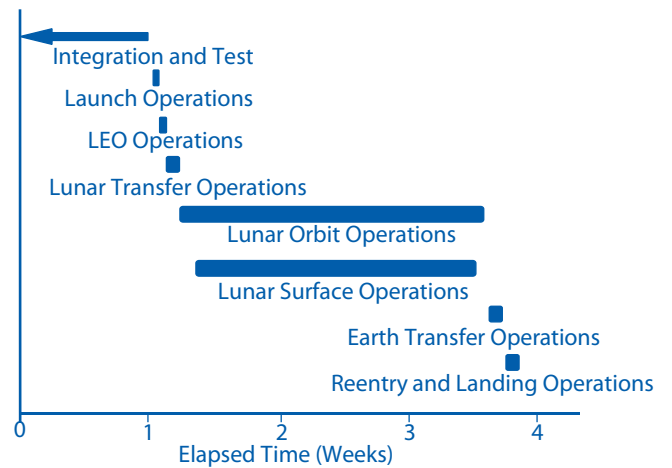 Integration and Test
Launch Operations
LEO Operations
Lunar Transfer Operations
Lunar Orbit Operations
Lunar Surface Operations
Earth Transfer Operations
Reentry and Landing Operations
0 1 2 3 4
Elapsed Time (Weeks)